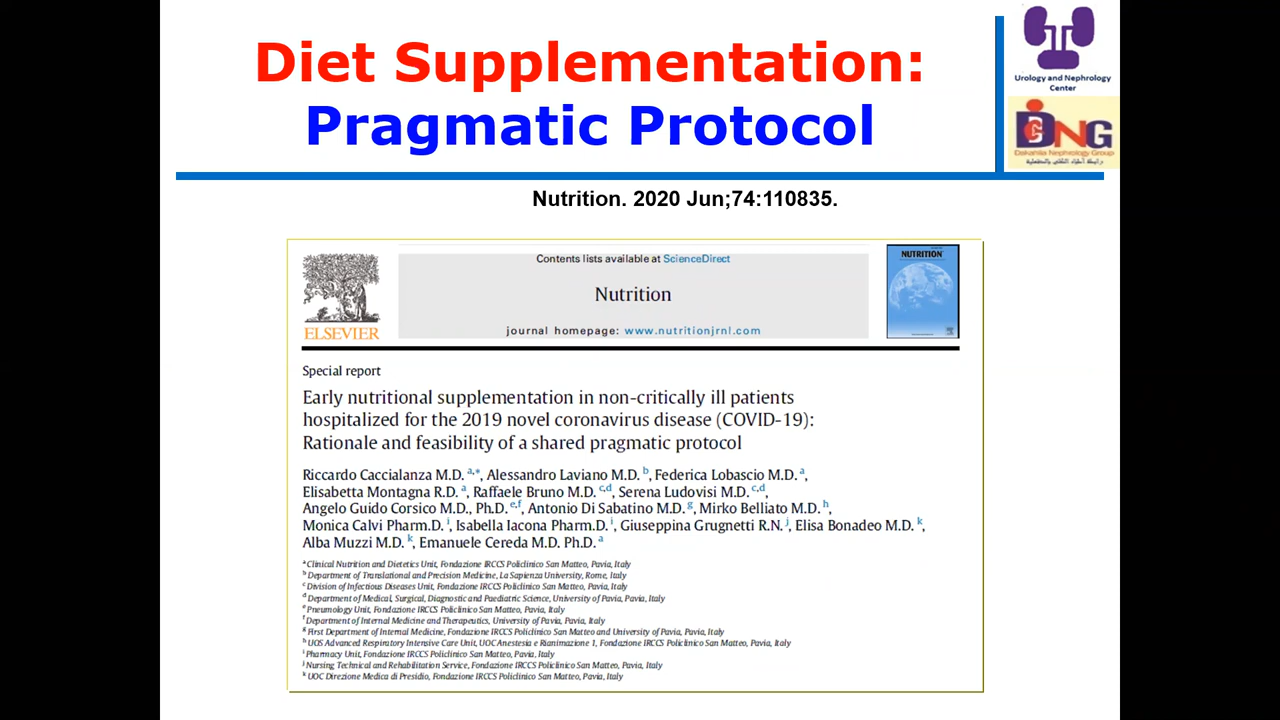 Diet Supplementation:
Pragmatic Protocol
Urology and Nephrology
Center
DNG
Dakahlia Nephrology Group
Nutrition. 2020 Jun;74:110835.
Contents lists available at ScienceDirect
Nutrition
journal homepage: www.nutritionjrnl.com
ELSEVIER
NUTRITION
Special report
Early nutritional supplementation in non-critically ill patients
hospitalized for the 2019 novel coronavirus disease (COVID-19):
Rationale and feasibility of a shared pragmatic protocol
Riccardo Caccialanza M.D. a,*, Alessandro Laviano M.D. b, Federica Lobascio M.D. a,
Elisabetta Montagna R.D. a, Raffaele Bruno M.D. c,d, Serena Ludovisi M.D. c,d,
Angelo Guido Corsico M.D., Ph.D. e,f, Antonio Di Sabatino M.D. g, Mirko Belliato M.D. h,
Monica Calvi Pharm.D. i, Isabella Iacona Pharm.D. i, Giuseppina Grugnetti R.N. j, Elisa Bonadeo M.D. k,
Alba Muzzi M.D. k, Emanuele Cereda M.D. Ph.D. a
a Clinical Nutrition and Dietetics Unit, Fondazione IRCCS Policlinico San Matteo, Pavia, Italy
b Department of Translational and Precision Medicine, La Sapienza University, Rome, Italy
c Division of Infectious Diseases Unit, Fondazione IRCCS Policlinico San Matteo, Pavia, Italy
d Department of Medical, Surgical, Diagnostic and Paediatric Science, University of Pavia, Pavia, Italy
e Pneumology Unit, Fondazione IRCCS Policlinico San Matteo, Pavia, Italy
f Department of Internal Medicine and Therapeutics, University of Pavia, Pavia, Italy
g First Department of Internal Medicine, Fondazione IRCCS Policlinico San Matteo and University of Pavia, Pavia, Italy
h UOS Advanced Respiratory Intensive Care Unit, UOC Anestesia e Rianimazione 1, Fondazione IRCCS Policlinico San Matteo, Pavia, Italy
i Pharmacy Unit, Fondazione IRCCS Policlinico San Matteo, Pavia, Italy
j Nursing Technical and Rehabilitation Service, Fondazione IRCCS Policlinico San Matteo, Pavia, Italy
k UOC Direzione Medica di Presidio, Fondazione IRCCS Policlinico San Matteo, Pavia, Italy